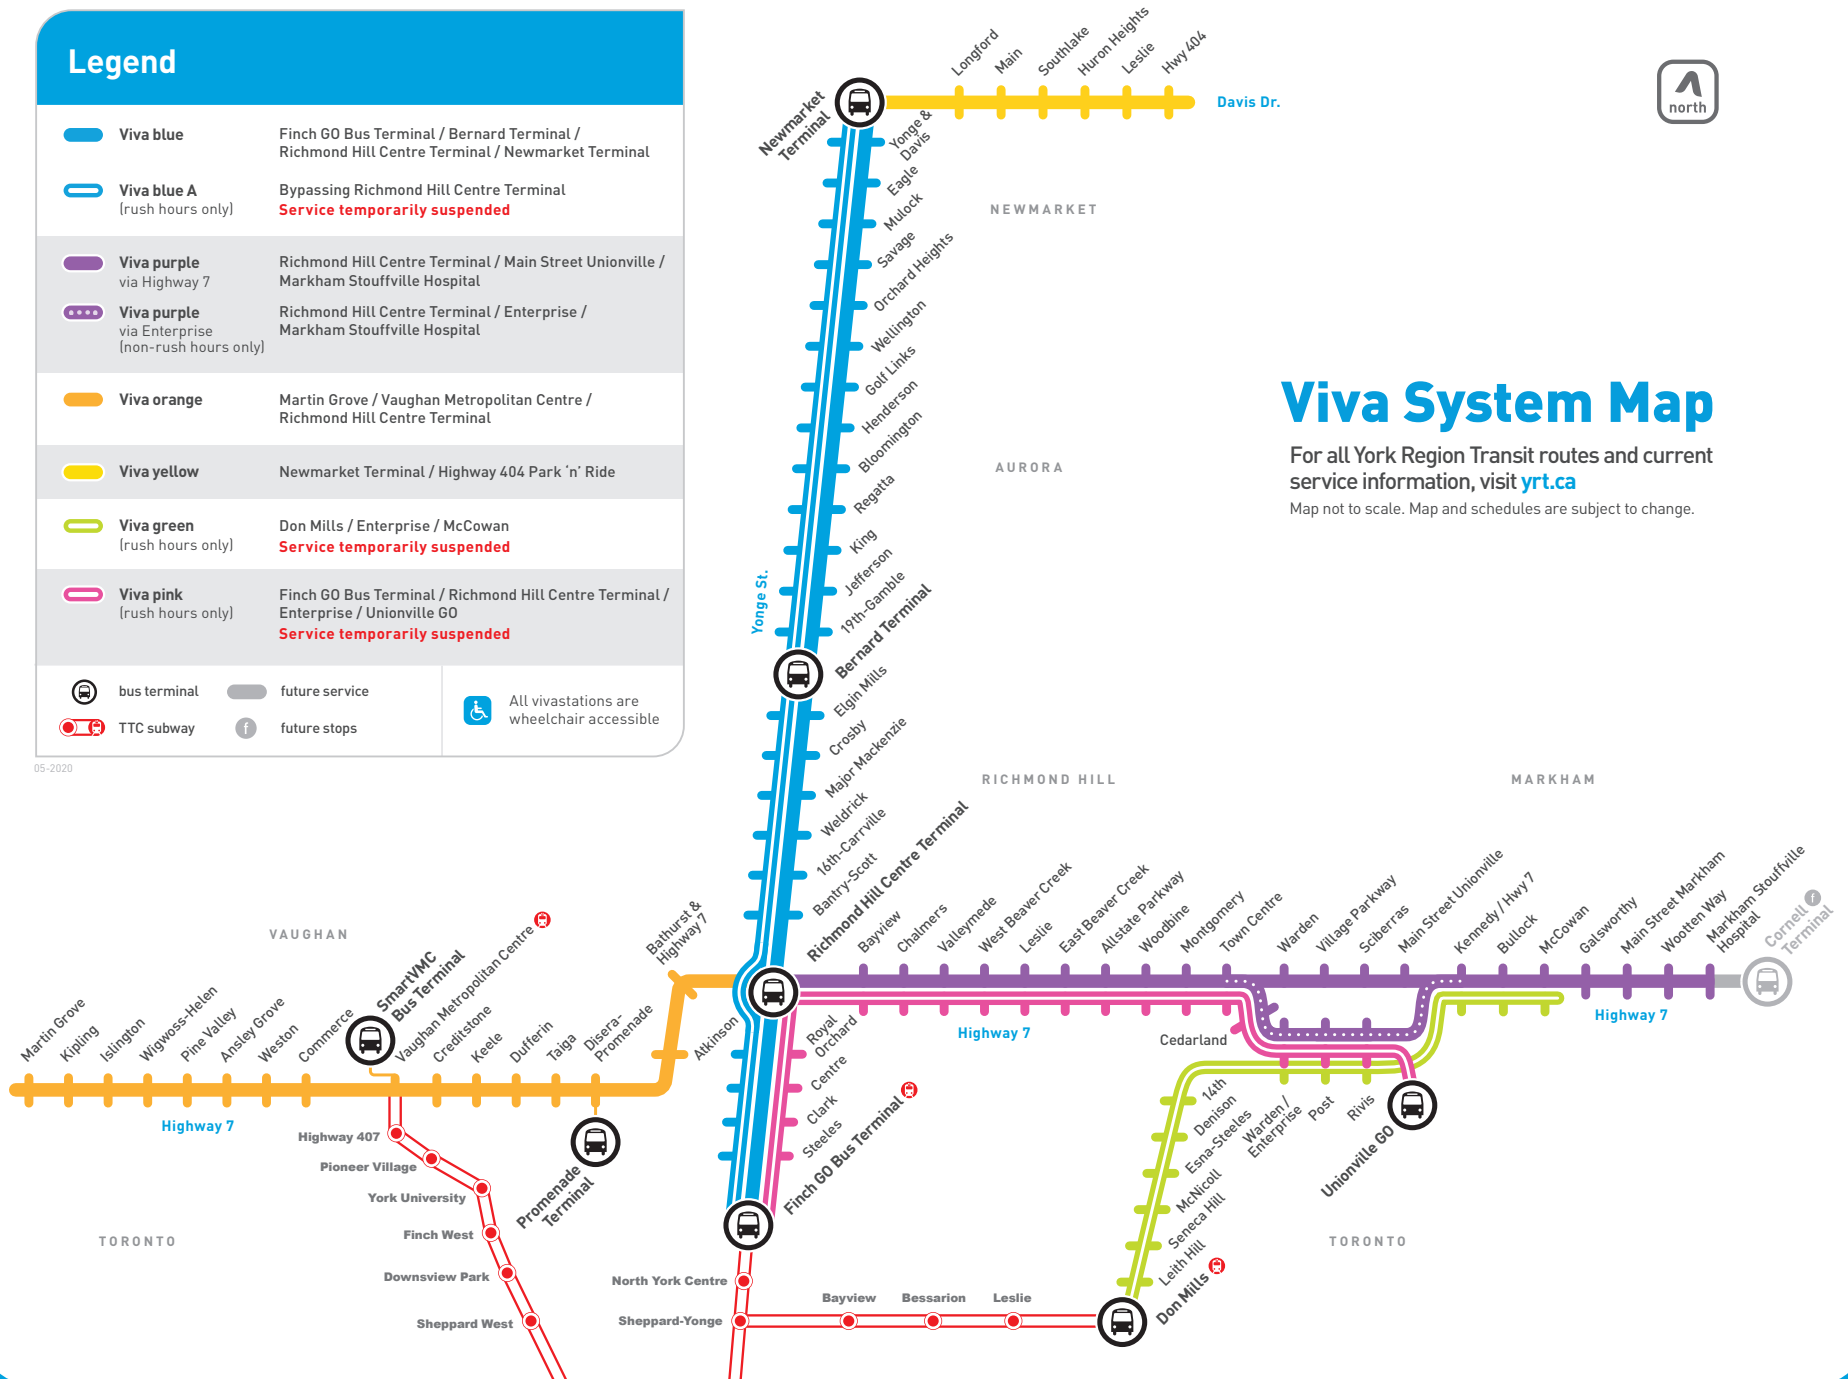 Legend
Viva blue
Finch GO Bus Terminal / Bernard Terminal /
Richmond Hill Centre Terminal / Newmarket Terminal
Viva blue A
(rush hours only)
Bypassing Richmond Hill Centre Terminal
Service temporarily suspended
Viva purple
via Highway 7
Richmond Hill Centre Terminal / Main Street Unionville /
Markham Stouffville Hospital
Viva purple
via Enterprise
(non-rush hours only)
Richmond Hill Centre Terminal / Enterprise /
Markham Stouffville Hospital
Viva orange
Martin Grove / Vaughan Metropolitan Centre /
Richmond Hill Centre Terminal
Viva yellow
Newmarket Terminal / Highway 404 Park ‘n’ Ride
Viva green
(rush hours only)
Don Mills / Enterprise / McCowan
Service temporarily suspended
Viva pink
(rush hours only)
Finch GO Bus Terminal / Richmond Hill Centre Terminal /
Enterprise / Unionville GO
Service temporarily suspended
bus terminal
future service
TTC subway
f
future stops
All vivastations are
wheelchair accessible
05-2020
north
Viva System Map
For all York Region Transit routes and current
service information, visit yrt.ca
Map not to scale. Map and schedules are subject to change.
Newmarket
Terminal
Longford
Main
Southlake
Huron Heights
Leslie
Hwy 404
Davis Dr.
Yonge &
Davis
Eagle
Mulock
Savage
Orchard Heights
Wellington
Golf Links
Henderson
Bloomington
Regatta
King
Jefferson
19th-Gamble
Bernard Terminal
Elgin Mills
Crosby
Major Mackenzie
Weldrick
16th-Carrville
Bantry-Scott
Richmond Hill Centre Terminal
Yonge St.
NEWMARKET
AURORA
RICHMOND HILL
MARKHAM
VAUGHAN
TORONTO
TORONTO
Martin Grove
Kipling
Islington
Wigwoss-Helen
Pine Valley
Ansley Grove
Weston
Commerce
SmartVMC
Bus Terminal
Vaughan Metropolitan Centre
Creditstone
Keele
Dufferin
Taiga
Disera-
Promenade
Bathurst &
Highway 7
Atkinson
Highway 7
Promenade
Terminal
Royal
Orchard
Centre
Clark
Steeles
Finch GO Bus Terminal
Bayview
Chalmers
Valleymede
West Beaver Creek
Leslie
East Beaver Creek
Allstate Parkway
Woodbine
Montgomery
Town Centre
Warden
Village Parkway
Sciberras
Main Street Unionville
Kennedy / Hwy 7
Bullock
McCowan
Galsworthy
Main Street Markham
Wootten Way
Markham Stouffville
Hospital
Cornell
Terminal
f
Highway 7
Highway 7
Cedarland
14th
Denison
Esna-Steeles
McNicoll
Seneca Hill
Leith Hill
Don Mills
Warden /
Enterprise
Post
Rivis
Unionville GO
Highway 407
Pioneer Village
York University
Finch West
Downsview Park
Sheppard West
North York Centre
Sheppard-Yonge
Bayview
Bessarion
Leslie